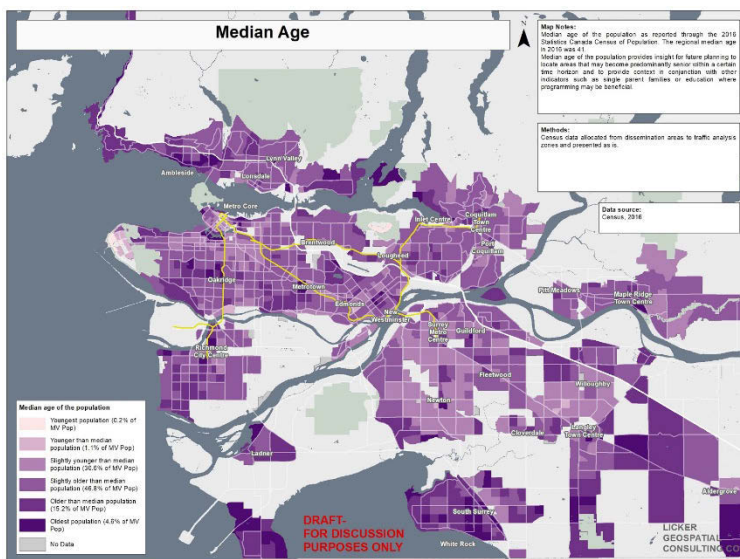 Median Age
Map Notes:
Median age of the population as reported through the 2016
Statistics Canada Census of Population. The regional median age
in 2016 was 41.
Median age of the population provides insight for future planning to
locate areas that may become predominantly senior within a certain
time horizon and to provide context in conjunction with other
indicators such as single parent families or education where
programming may be beneficial.
Methods:
Census data allocated from dissemination areas to traffic analysis
zones and presented as is.
Data source:
Census, 2016
Lynn Valley
Ambleside
Lonsdale
Metro Core
Inlet Centre
Coquitlam
Town
Centre
Port
Coquitlam
Brentwood
Lougheed
Oakridge
Metrotown
Edmonds
New
Westminster
Pitt Meadows
Maple Ridge
Town Centre
Surrey
Metro
Centre
Guildford
Richmond
City Centre
Fleetwood
Willoughby
Newton
Cloverdale
Langley
Town Centre
Ladner
Aldergrove
South Surrey
White Rock
Median age of the population
Youngest population (0.2% of
MV Pop)
Younger than median
population (1.1% of MV Pop)
Slightly younger than median
population (30.6% of MV Pop)
Slightly older than median
population (46.8% of MV Pop)
Older than median population
(15.2% of MV Pop)
Oldest population (4.6% of MV
Pop)
No Data
DRAFT-
FOR DISCUSSION
PURPOSES ONLY
LICKER
GEOSPATIAL
CONSULTING CO